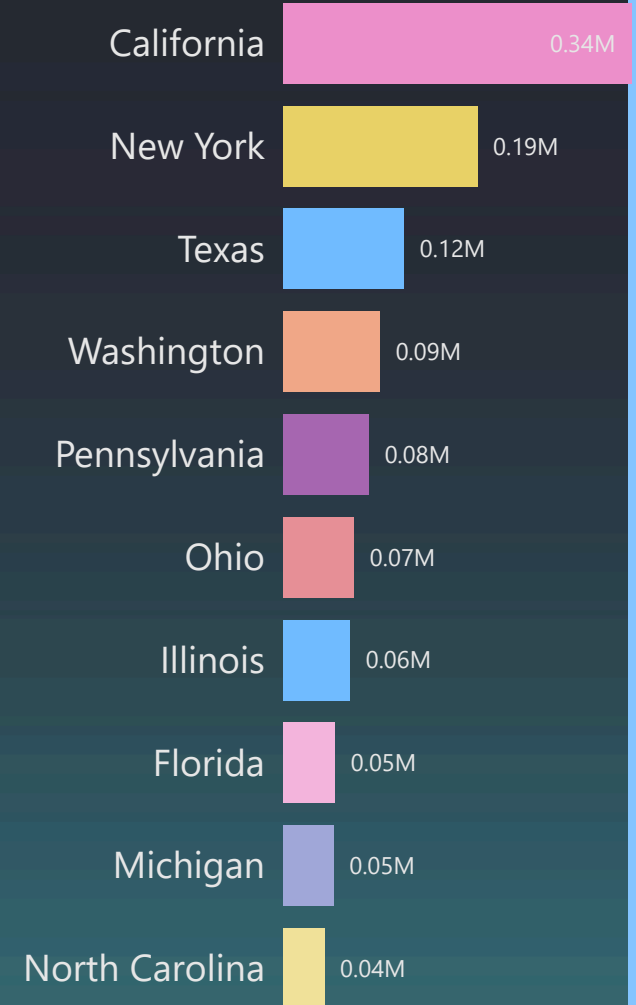 California 0.34M
New York 0.19M
Texas 0.12M
Washington 0.09M
Pennsylvania 0.08M
Ohio 0.07M
Illinois 0.06M
Florida 0.05M
Michigan 0.05M
North Carolina 0.04M